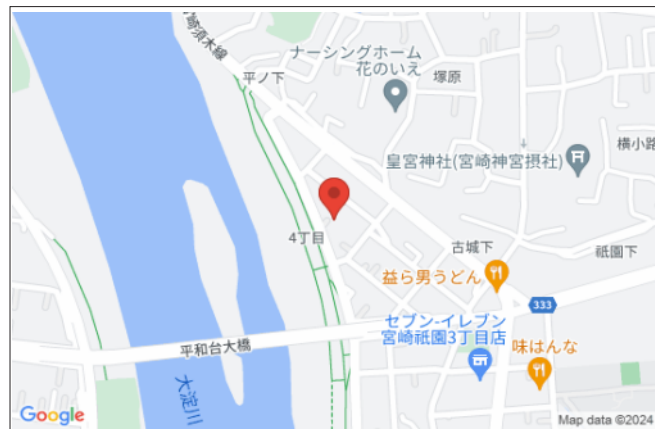 崎須木線
平ノ下
ナーシングホーム
花のいえ
塚原
横小路
皇宮神社(宮崎神宮摂社)
4丁目
古城下
祇園下
益ら男うどん
333
セブン-イレブン
宮崎祇園3丁目店
味はんな
平和台大橋
大淀川
Google
Map data ©2024